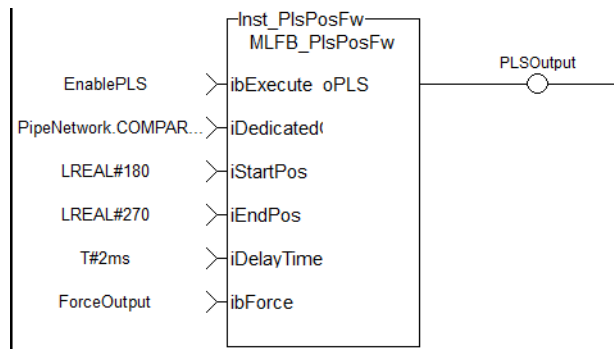 Inst_PlsPosFw
MLFB_PlsPosFw
PLSOutput
EnablePLS ibExecute oPLS
PipeNetwork.COMPAR... iDedicated
LREAL#180 iStartPos
LREAL#270 iEndPos
T#2ms iDelayTime
ForceOutput ibForce